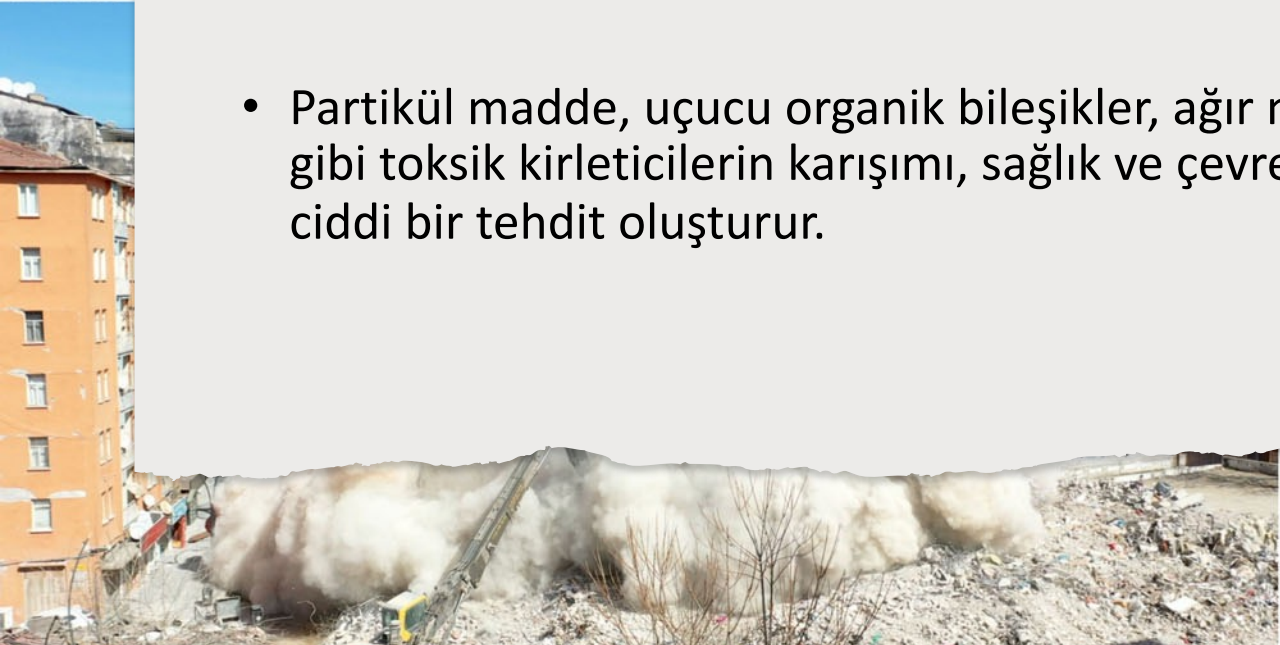 • Partikül madde, uçucu organik bileşikler, ağır
gibi toksik kirleticilerin karışımı, sağlık ve çevre
ciddi bir tehdit oluşturur.